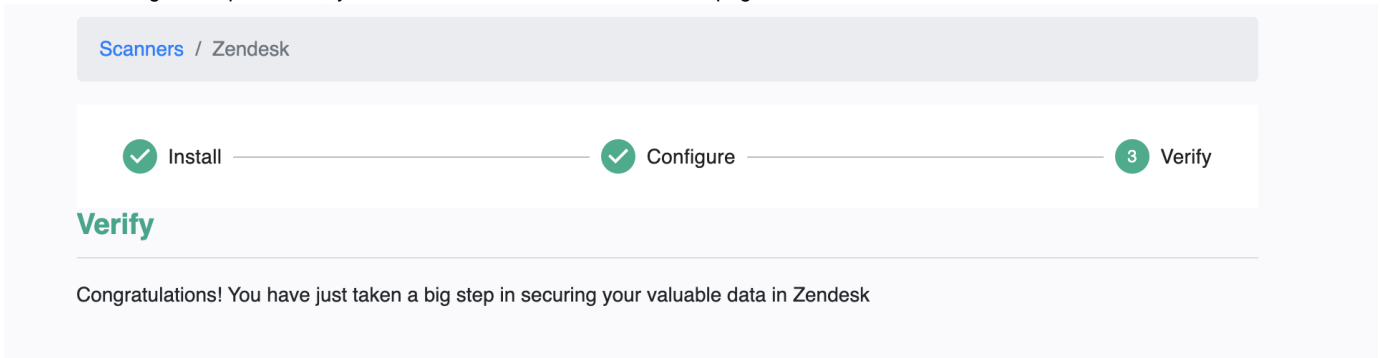 Scanners / Zendesk
Install
Configure
3 Verify
Verify
Congratulations! You have just taken a big step in securing your valuable data in Zendesk